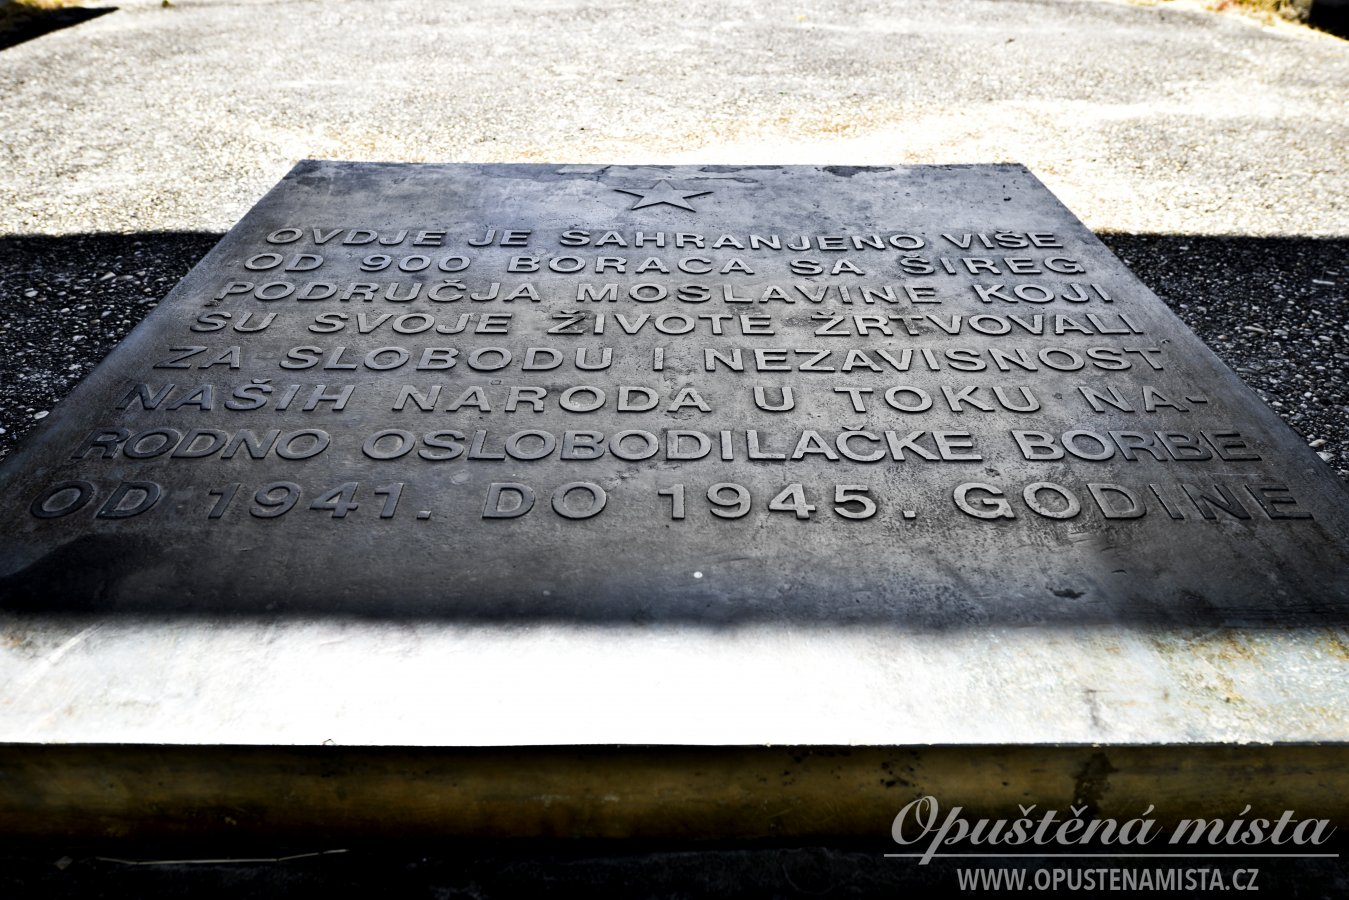 OVDJE JE SAHRANJENO VIŠE
OD 900 BORACA SA ŠIREG
PODRUČJA MOSLAVINE KOJI
SU SVOJE ŽIVOTE ŽRTVOVALI
ZA SLOBODU I NEZAVISNOST
NAŠIH NARODA U TOKU NA-
RODNO OSLOBODILAČKE BORBE
OD 1941. DO 1945. GODINE
Opuštěná místa
WWW.OPUSTENAMISTA.CZ